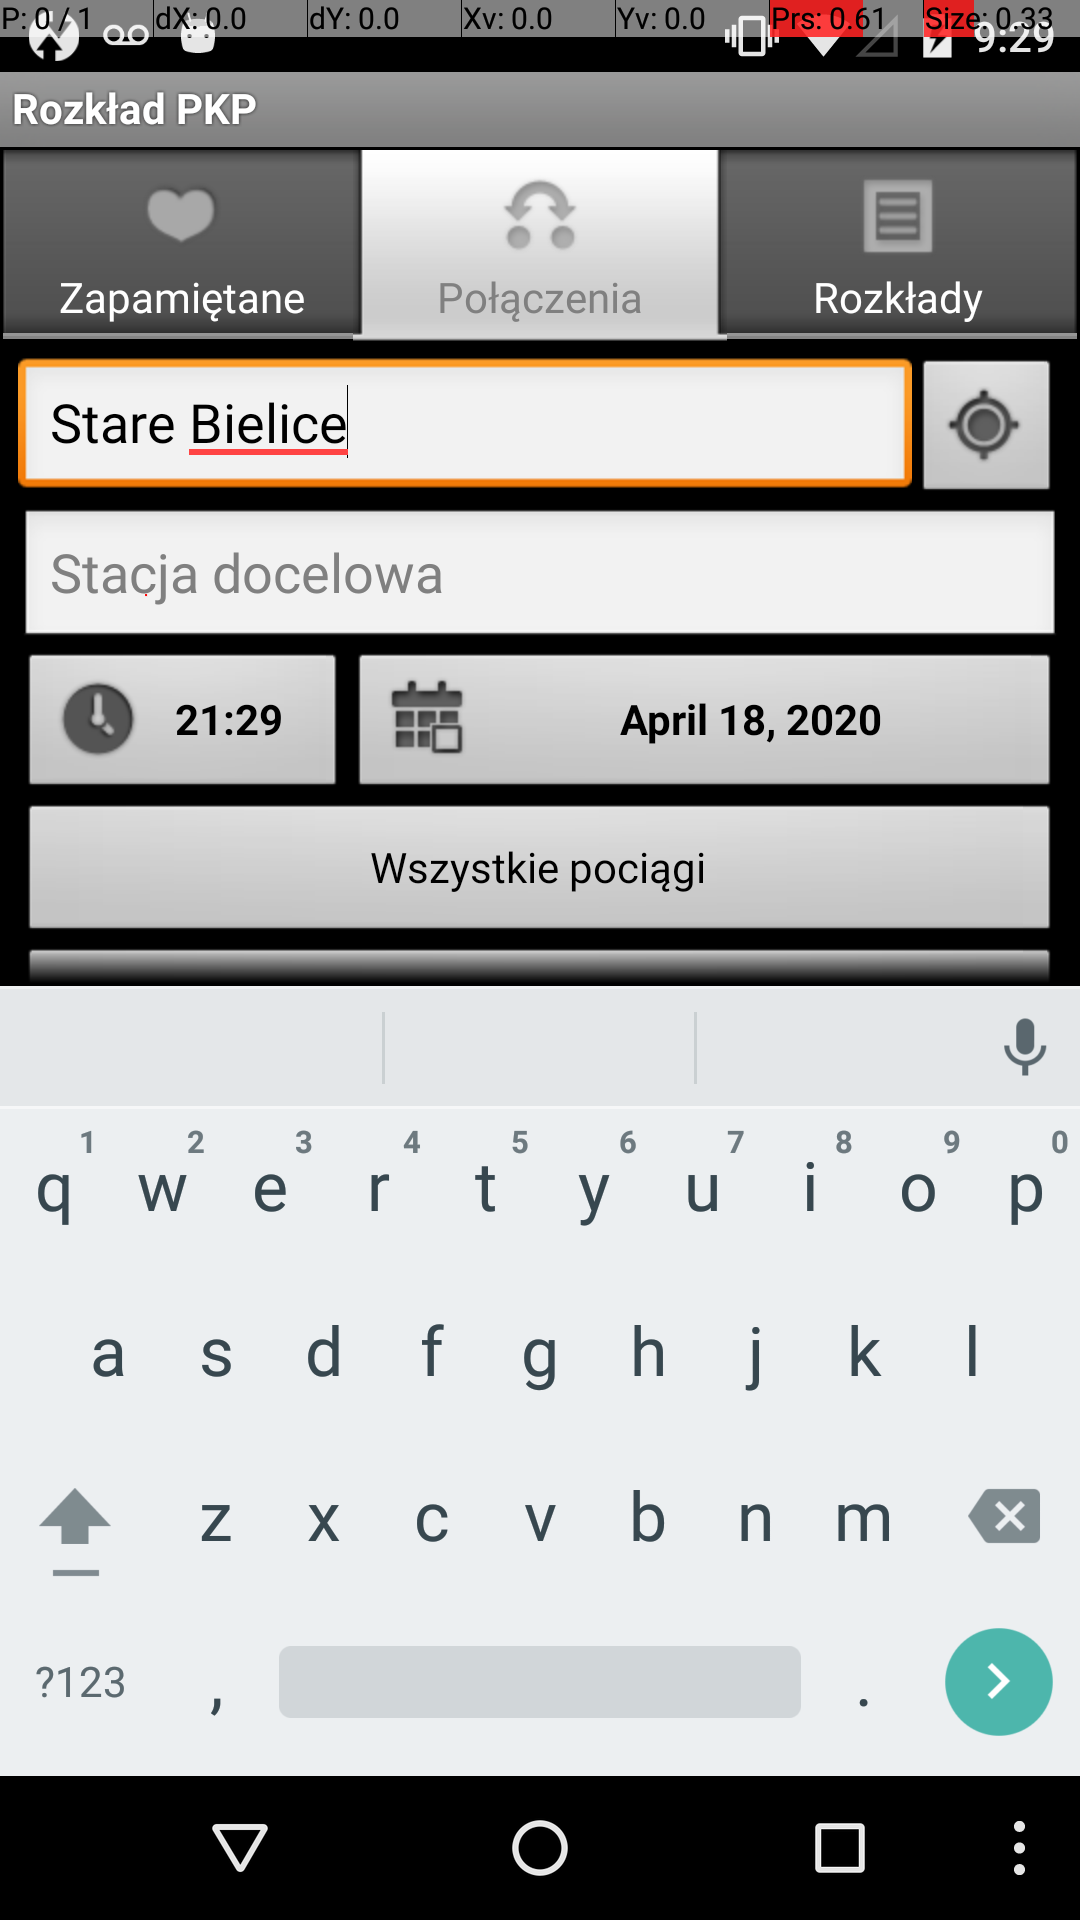 P: 0 / 1 dX: 0.0 dY: 0.0 Xv: 0.0 Yv: 0.0 Prs: 0.61 Size: 0.33
9:29
Rozkład PKP
Zapamiętane Połączenia Rozkłady
Stare Bielice
Stacja docelowa
21:29 April 18, 2020
Wszystkie pociągi
1 2 3 4 5 6 7 8 9 0
q w e r t y u i o p
a s d f g h j k l
z x c v b n m
?123 , .